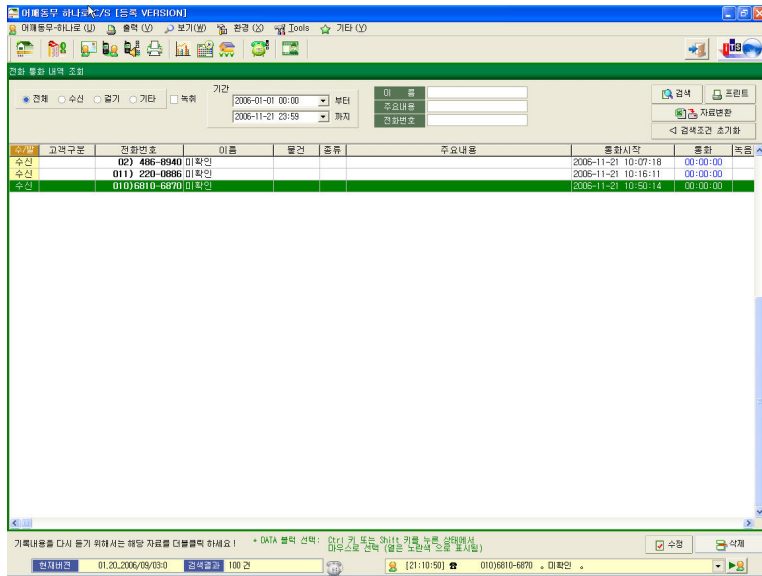 어깨동무 하나로C/S [등록 VERSION]
어깨동무-하나로(U) 출력(V) 보기(W) 환경(X) Tools 기타(Y)
전화 통화 내역 조회
전체 수신 걸기 기타 녹취
기간
2006-01-01 00:00 부터
2006-11-21 23:59 까지
이 름
주요내용
전화번호
검색 프린트
자료변환
검색조건 초기화
수/발 고객구분 전화번호 이름 물건 종류 주요내용 통화시작 통화 녹음
수신 02) 486-8940 미확인 2006-11-21 10:07:18 00:00:00
수신 011) 220-0886 미확인 2006-11-21 10:16:11 00:00:00
수신 010)6810-6870 미확인 2006-11-21 10:50:14 00:00:00
기록내용을 다시 듣기 위해서는 해당 자료를 더블클릭 하세요 !
* DATA 블럭 선택: Ctrl 키 또는 Shift 키를 누른 상태에서
마우스로 선택 (옅은 노란색 으로 표시됨)
수정 삭제
현재버전 01.20..2006/09/03:0 검색결과 100 건 [21:10:50] ☎ 010)6810-6870 。미확인 。